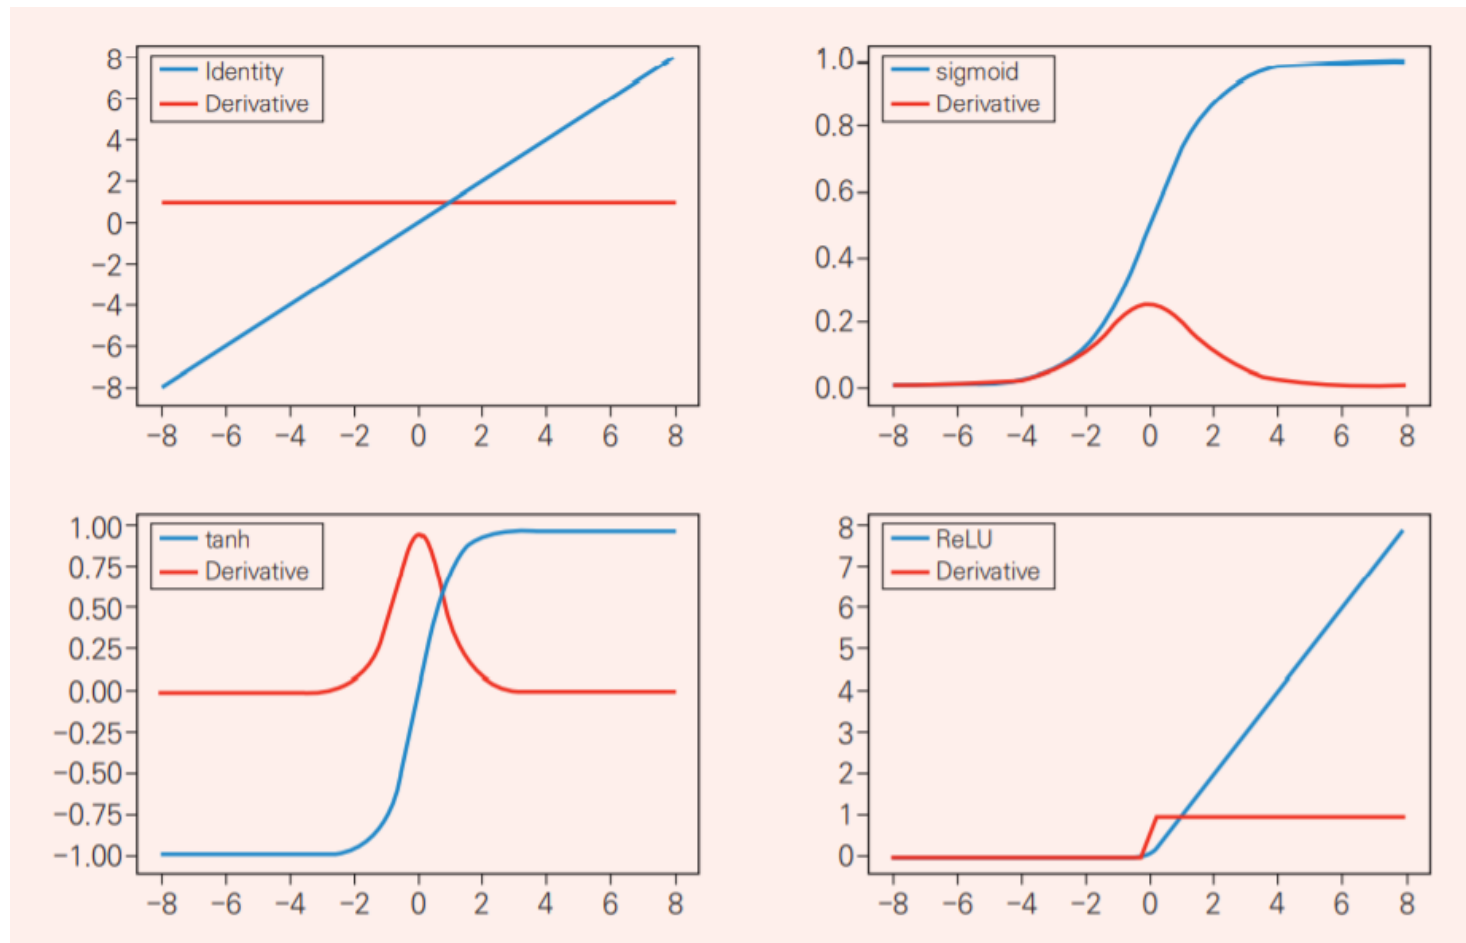 Identity
Derivative
8
6
4
2
0
−2
−4
−6
−8
−8 −6 −4 −2 0 2 4 6 8
sigmoid
Derivative
1.0
0.8
0.6
0.4
0.2
0.0
−8 −6 −4 −2 0 2 4 6 8
tanh
Derivative
1.00
0.75
0.50
0.25
0.00
−0.25
−0.50
−0.75
−1.00
−8 −6 −4 −2 0 2 4 6 8
ReLU
Derivative
8
7
6
5
4
3
2
1
0
−8 −6 −4 −2 0 2 4 6 8